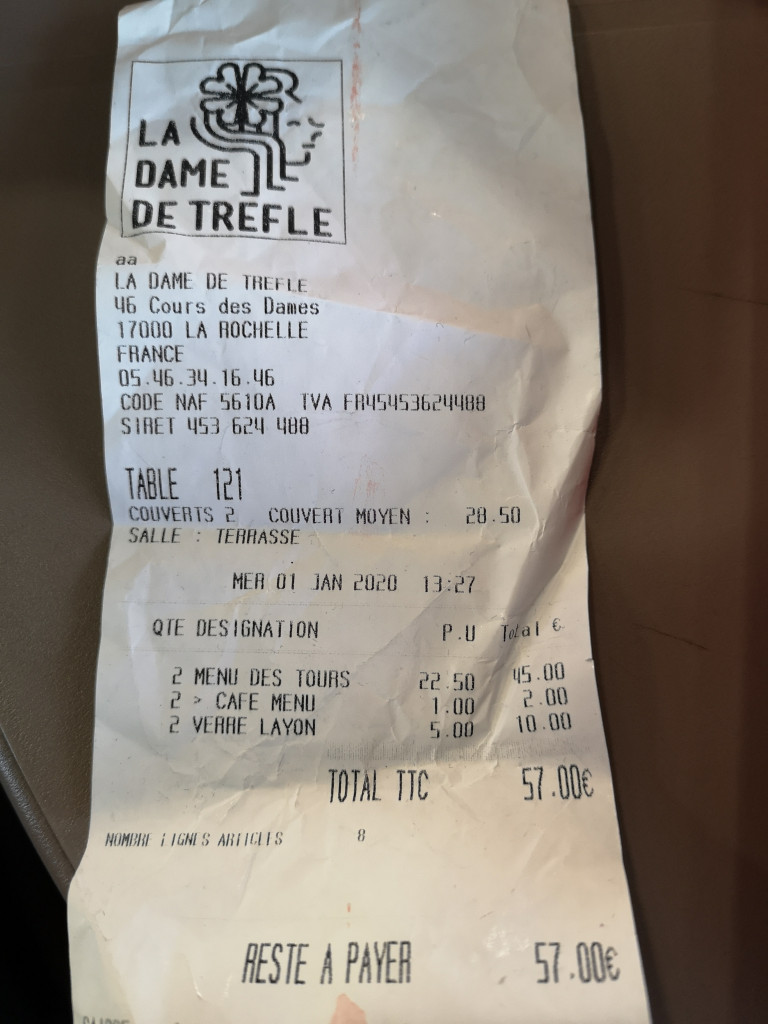 LA
DAME
DE TREFLE
aa
LA DAME DE TREFLE
46 Cours des Dames
17000 LA ROCHELLE
FRANCE
05.46.34.16.46
CODE NAF 5610A TVA FR45453624488
SIRET 453 624 488
TABLE 121
COUVERTS 2 COUVERT MOYEN : 28.50
SALLE : TERRASSE
MER 01 JAN 2020 13:27
QTE DESIGNATION P.U Total €
2 MENU DES TOURS 22.50 45.00
2 > CAFE MENU 1.00 2.00
2 VERRE LAYON 5.00 10.00
TOTAL TTC 57.00€
NOMBRE LIGNES ARTICLES 8
RESTE A PAYER 57.00€